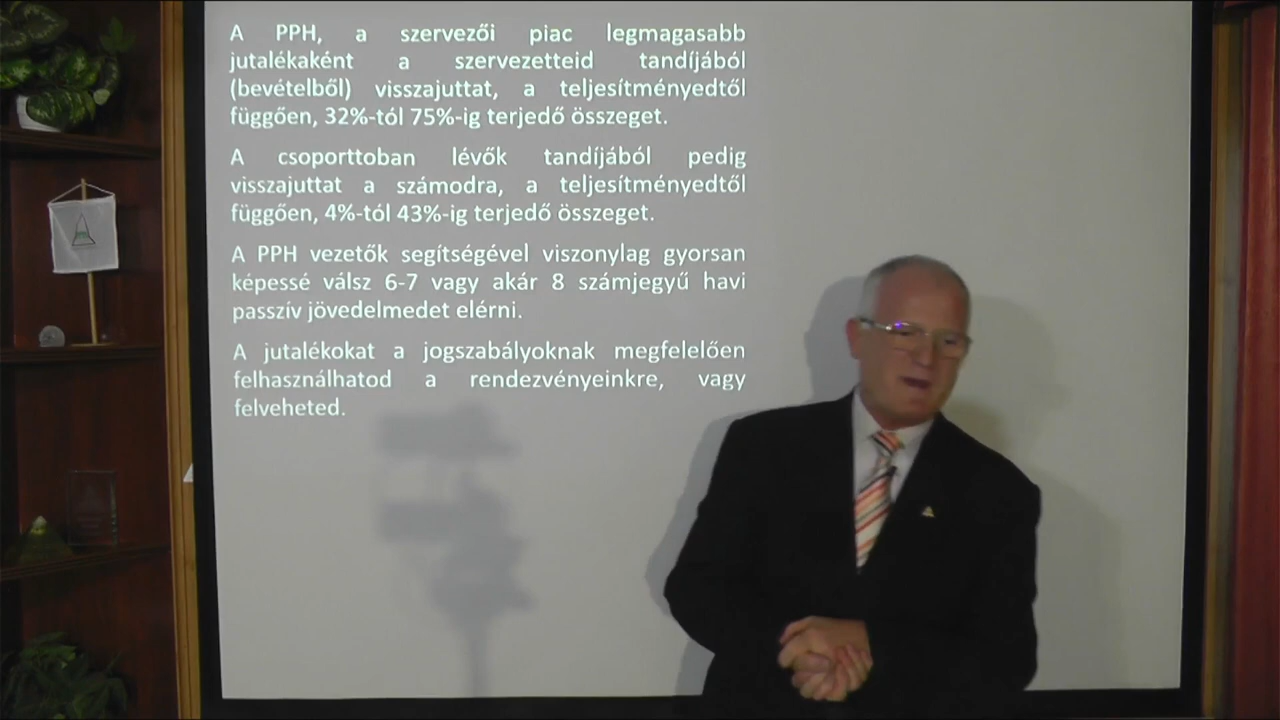 A PPH, a szervezői piac legmagasabb
jutalékaként a szervezetteid tandíjából
(bevételből) visszajuttat, a teljesítményedtől
függően, 32%-tól 75%-ig terjedő összeget.
A csoporttoban lévők tandíjából pedig
visszajuttat a számodra, a teljesítményedtől
függően, 4%-tól 43%-ig terjedő összeget.
A PPH vezetők segítségével viszonylag gyorsan
képessé válsz 6-7 vagy akár 8 számjegyű havi
passzív jövedelmedet elérni.
A jutalékokat a jogszabályoknak megfelelően
felhasználhatod a rendezvényeinkre, vagy
felveheted.